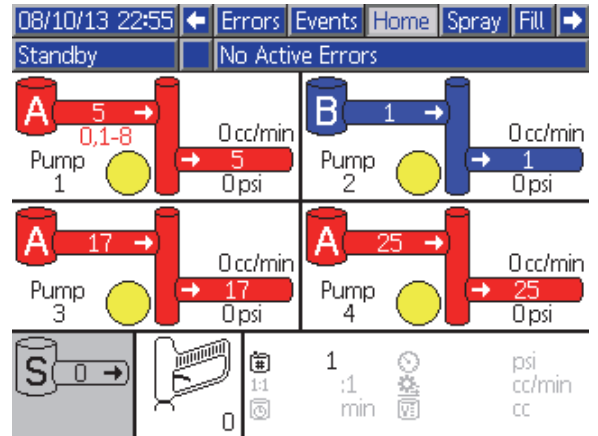 08/10/13 22:55 Errors Events Home Spray Fill
Standby No Active Errors
A 5
0,1-8
0 cc/min
Pump 1
5
0 psi
B 1
0 cc/min
Pump 2
1
0 psi
A 17
0 cc/min
Pump 3
17
0 psi
A 25
0 cc/min
Pump 4
25
0 psi
S 0
0
# 1 psi
1:1 :1 cc/min
min V: cc